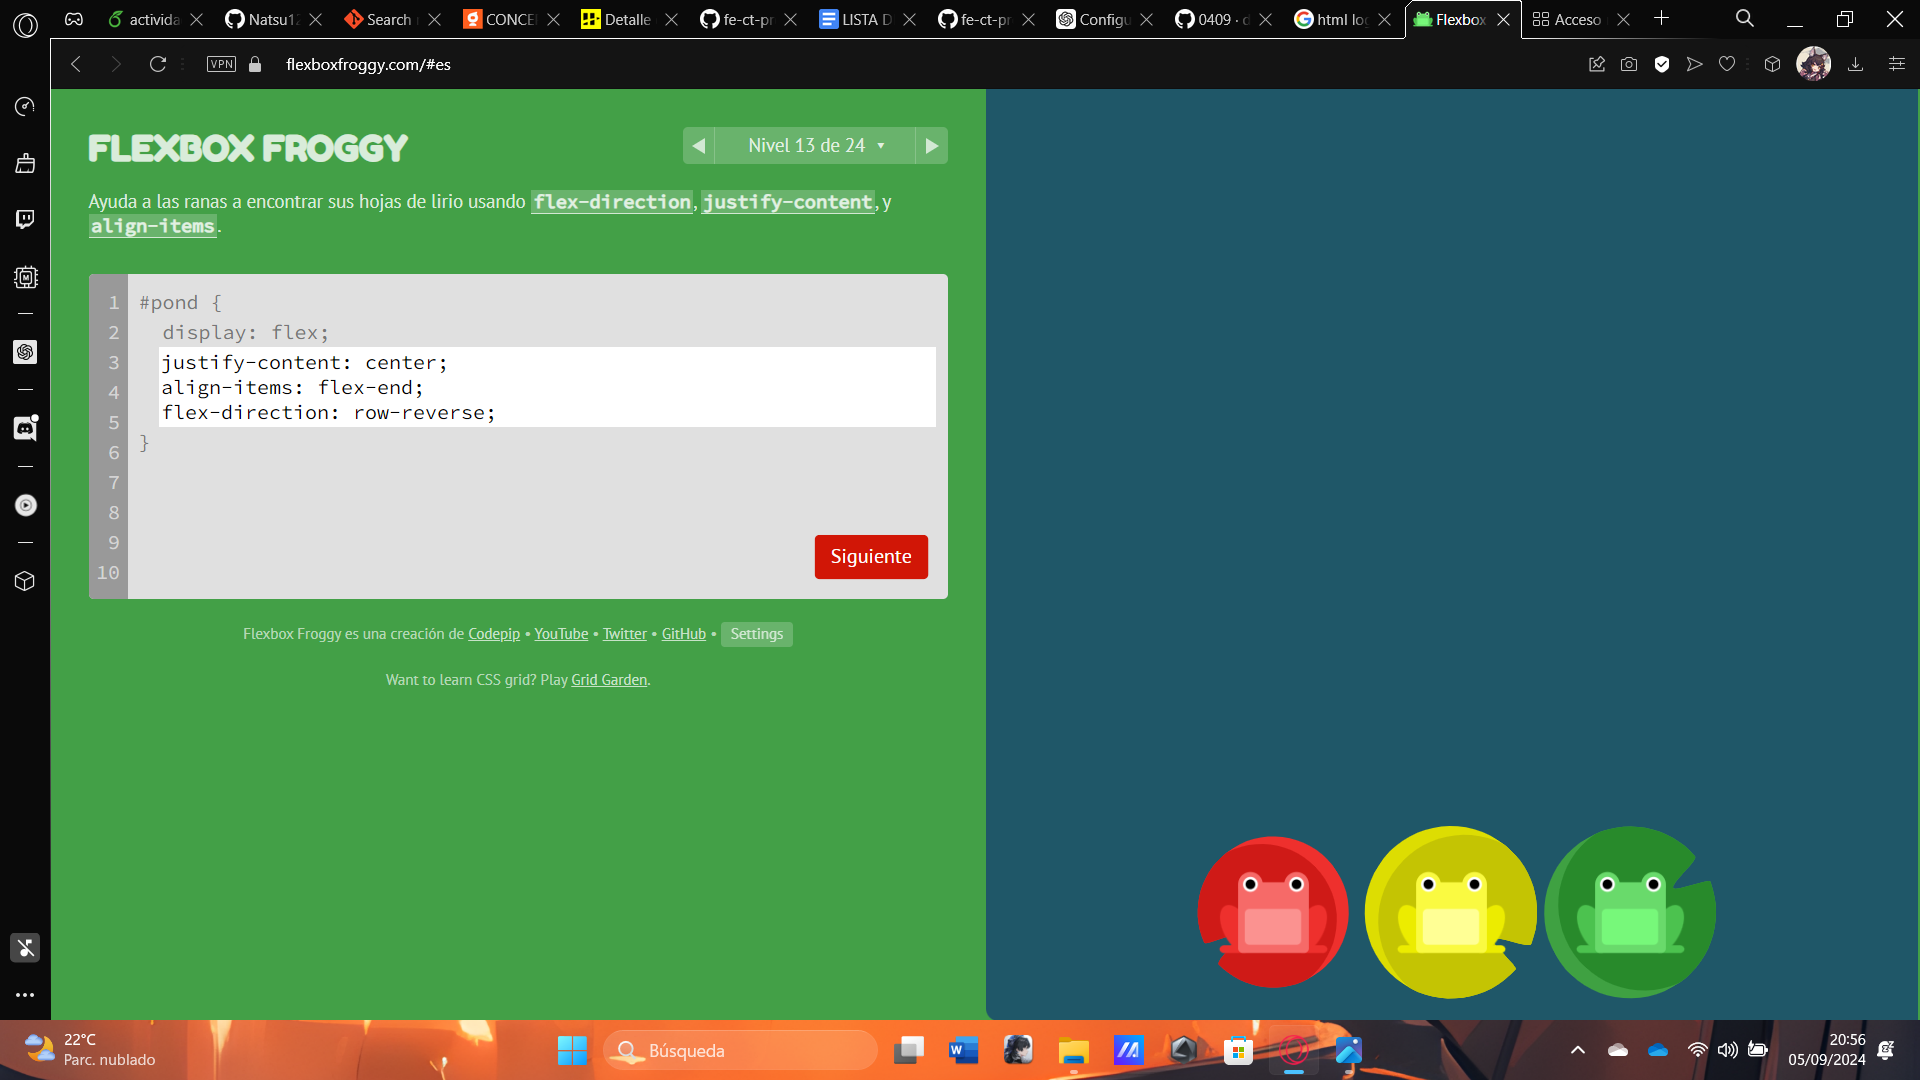 activida
Natsu12
Search
CONCE
Detalle
fe-ct-pr
LISTA D
fe-ct-pr
Configu
0409 · d
html log
Flexbox
Acceso
VPN
flexboxfroggy.com/#es
FLEXBOX FROGGY
Nivel 13 de 24 ▾
Ayuda a las ranas a encontrar sus hojas de lirio usando flex-direction, justify-content, y
align-items.
1 #pond {
2 display: flex;
3 justify-content: center;
4 align-items: flex-end;
5 flex-direction: row-reverse;
6 }
7
8
9
10
Siguiente
Flexbox Froggy es una creación de Codepip • YouTube • Twitter • GitHub • Settings
Want to learn CSS grid? Play Grid Garden.
22°C
Parc. nublado
Búsqueda
20:56
05/09/2024